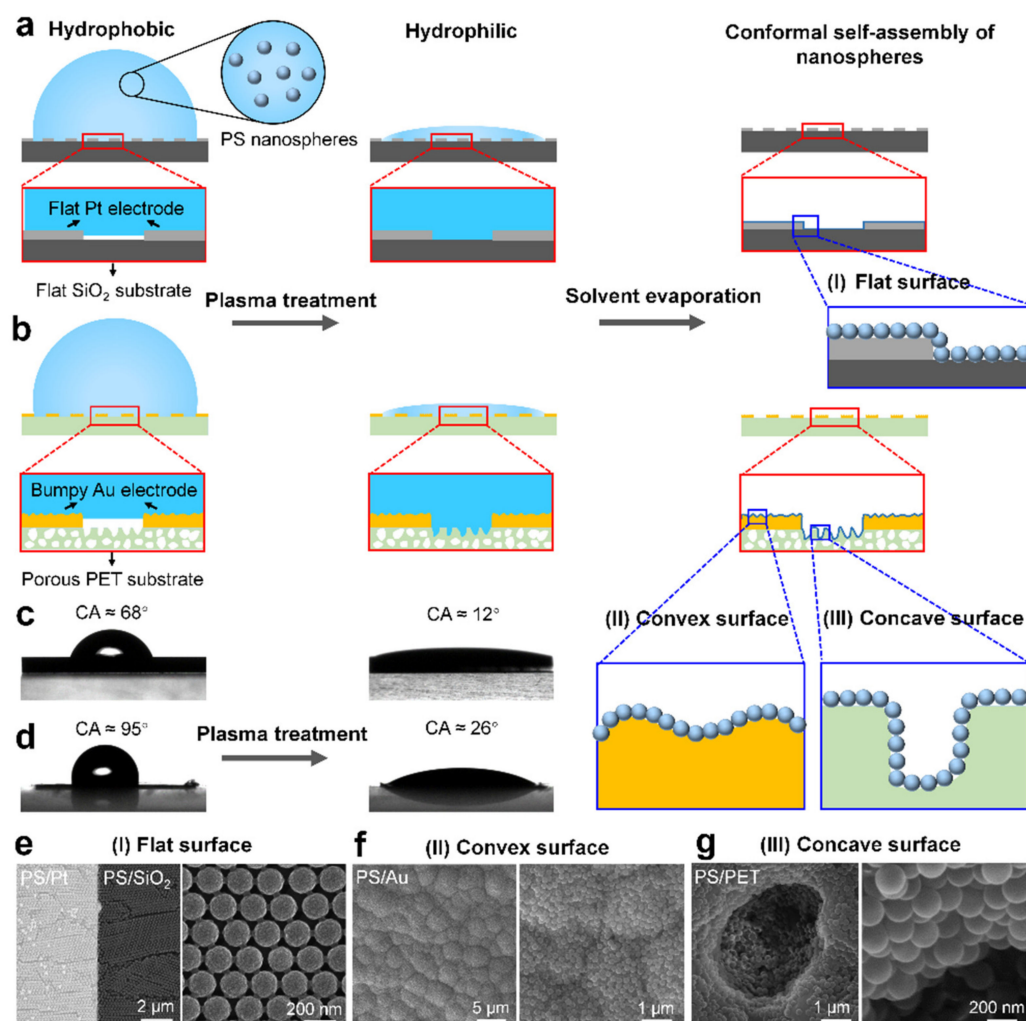 a
Hydrophobic
Hydrophilic
Conformal self-assembly of
nanospheres
PS nanospheres
Flat Pt electrode
Flat SiO₂ substrate
Plasma treatment
Solvent evaporation
(I) Flat surface
b
Bumpy Au electrode
Porous PET substrate
(II) Convex surface
(III) Concave surface
c
CA ≈ 68°
CA ≈ 12°
d
CA ≈ 95°
Plasma treatment
CA ≈ 26°
e
(I) Flat surface
PS/Pt
PS/SiO₂
2 μm
200 nm
f
(II) Convex surface
PS/Au
5 μm
1 μm
g
(III) Concave surface
PS/PET
1 μm
200 nm